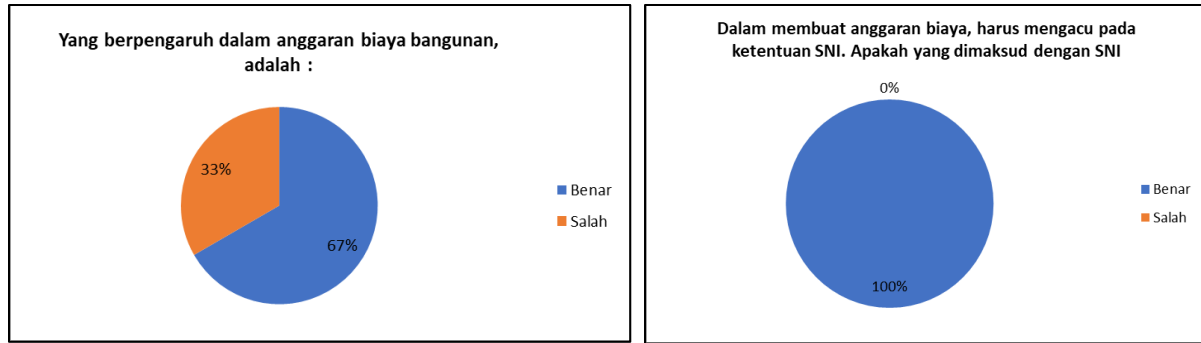 Yang berpengaruh dalam anggaran biaya bangunan,
adalah :
33%
67%
Benar
Salah
Dalam membuat anggaran biaya, harus mengacu pada
ketentuan SNI. Apakah yang dimaksud dengan SNI
0%
100%
Benar
Salah